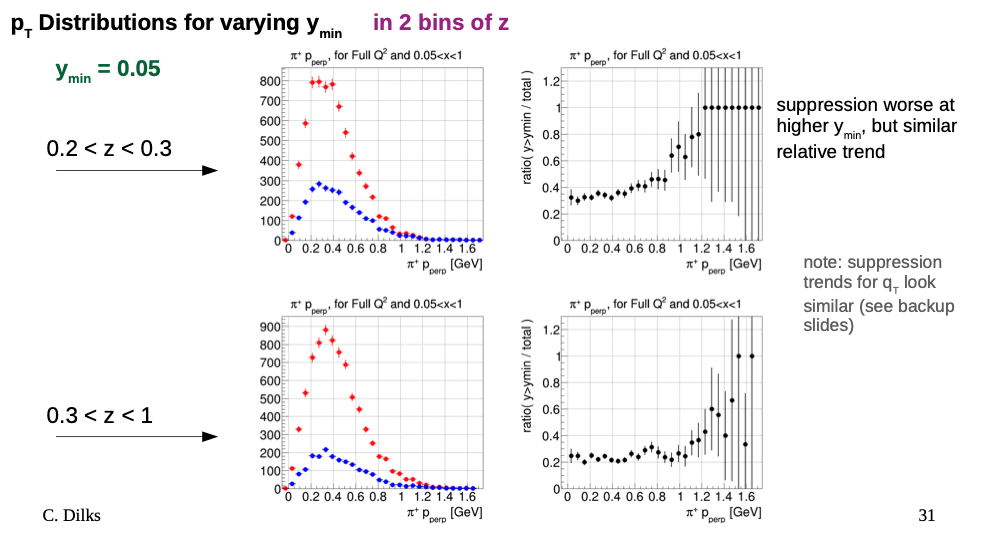 pT Distributions for varying ymin in 2 bins of z
ymin = 0.05
0.2 < z < 0.3
π+ pperp, for Full Q2 and 0.05<x<1
800
700
600
500
400
300
200
100
0
0 0.2 0.4 0.6 0.8 1 1.2 1.4 1.6
π+ pperp [GeV]
π+ pperp, for Full Q2 and 0.05<x<1
ratio( y>ymin / total )
1.2
1
0.8
0.6
0.4
0.2
0
0 0.2 0.4 0.6 0.8 1 1.2 1.4 1.6
π+ pperp [GeV]
suppression worse at
higher ymin, but similar
relative trend
note: suppression
trends for qT look
similar (see backup
slides)
0.3 < z < 1
π+ pperp, for Full Q2 and 0.05<x<1
900
800
700
600
500
400
300
200
100
0
0 0.2 0.4 0.6 0.8 1 1.2 1.4 1.6
π+ pperp [GeV]
π+ pperp, for Full Q2 and 0.05<x<1
ratio( y>ymin / total )
1.2
1
0.8
0.6
0.4
0.2
0
0 0.2 0.4 0.6 0.8 1 1.2 1.4 1.6
π+ pperp [GeV]
C. Dilks
31